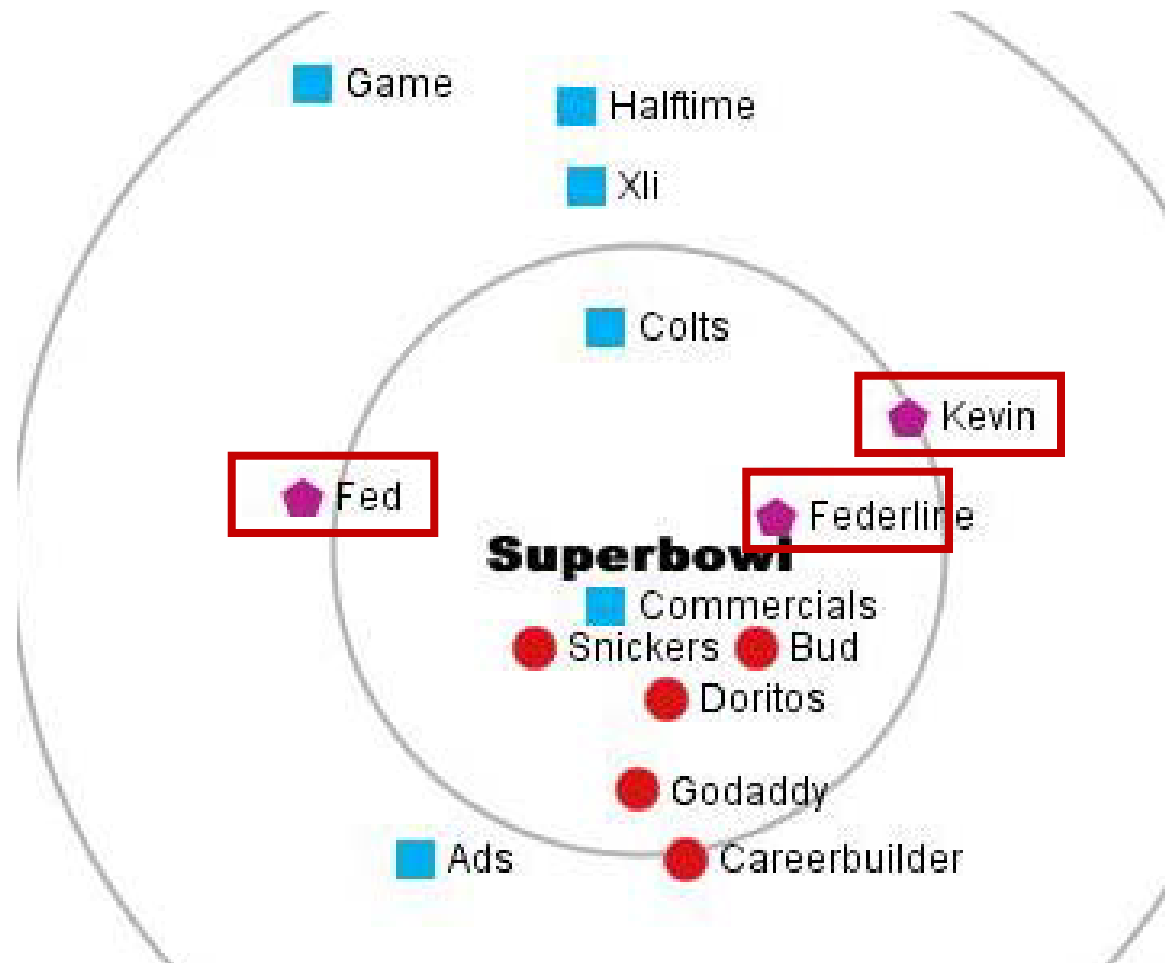 Game
Halftime
Xli
Colts
Kevin
Fed
Federline
Superbowl
Commercials
Snickers
Bud
Doritos
Godaddy
Ads
Careerbuilder